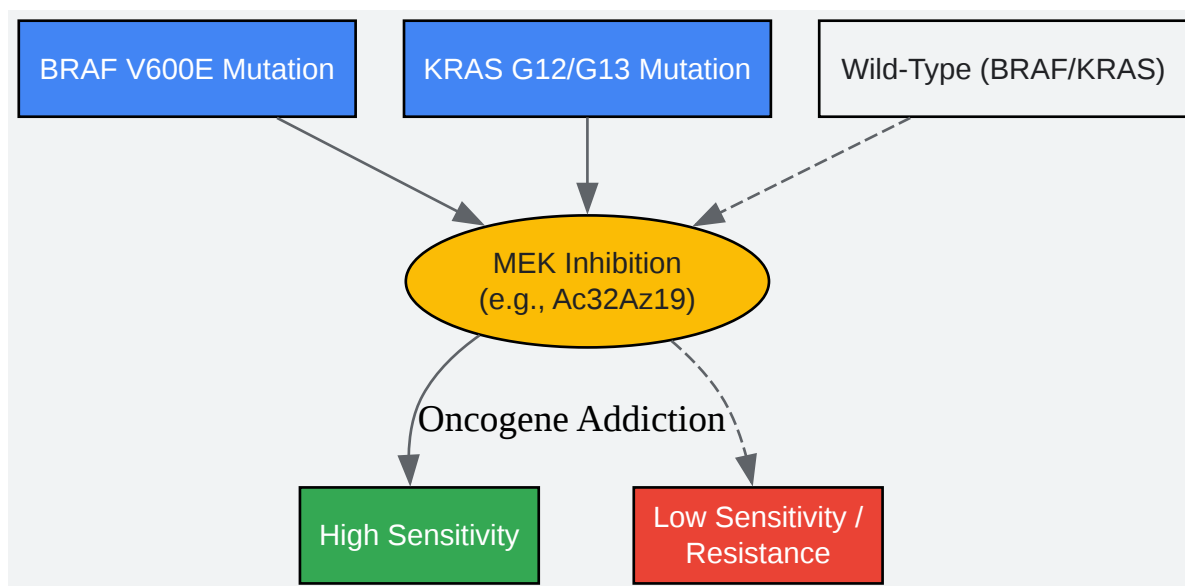 BRAF V600E Mutation
KRAS G12/G13 Mutation
Wild-Type (BRAF/KRAS)
MEK Inhibition
(e.g., Ac32Az19)
Oncogene Addiction
High Sensitivity
Low Sensitivity /
Resistance